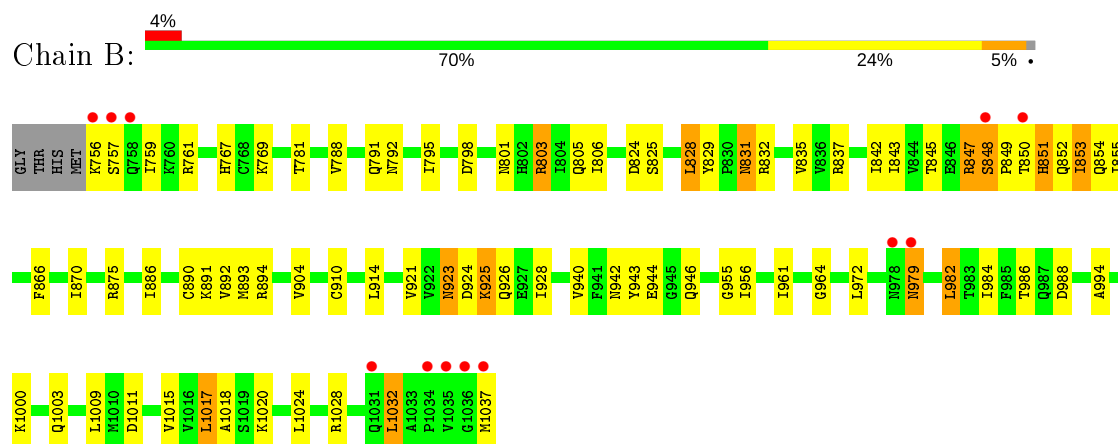 4%
Chain B:
70% 24% 5% •
GLY THR HIS MET K756 S757 Q758 I759 K760 R761 H767 C768 K769 T781 V788 Q791 N792 I795 D798 N801 H802 R803 I804 Q805 I806 D824 S825 L828 Y829 P830 N831 R832 V835 V836 R837 I842 I843 V844 T845 E846 R847 S848 P849 T850 H851 Q852 I853 Q854 I855
F866 I870 R875 I886 C890 K891 V892 M893 R894 V904 C910 L914 V921 V922 N923 D924 K925 Q926 E927 I928 V940 F941 N942 Y943 E944 G945 Q946 G955 I956 I961 G964 L972 N978 N979 L982 T983 I984 F985 T986 Q987 D988 A994
K1000 Q1003 L1009 M1010 D1011 V1015 V1016 L1017 A1018 S1019 K1020 L1024 R1028 Q1031 L1032 A1033 P1034 V1035 G1036 M1037